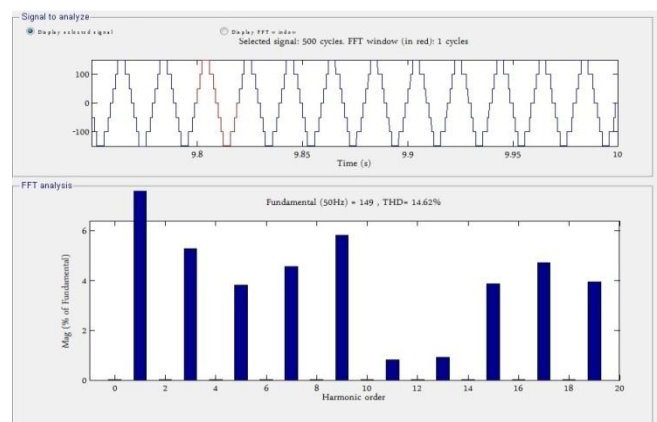 Signal to analyze
Display selected signal
Display FFT window
Selected signal: 500 cycles. FFT window (in red): 1 cycles
100
0
-100
9.8 9.85 9.9 9.95 10
Time (s)
FFT analysis
Fundamental (50Hz) = 149 , THD= 14.62%
6
4
2
0
Mag (% of Fundamental)
0 2 4 6 8 10 12 14 16 18 20
Harmonic order